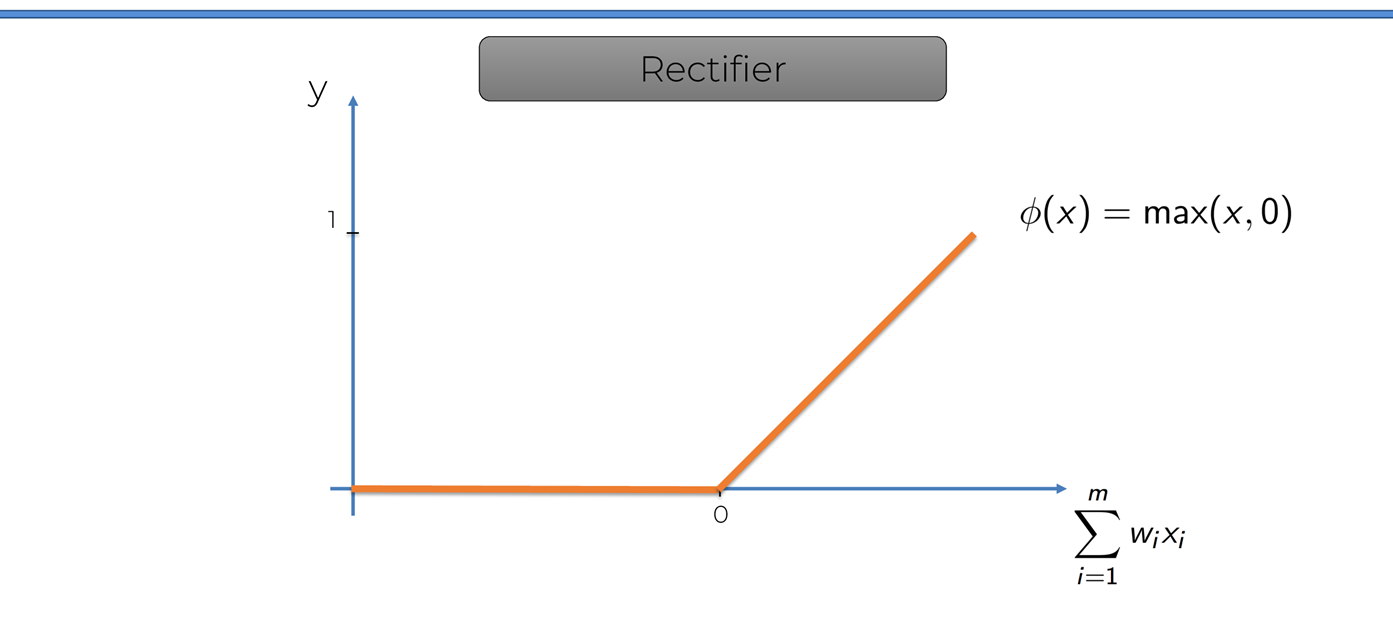 Rectifier
y
1
ϕ(x) = max(x, 0)
0
m
∑ wᵢxᵢ
i=1